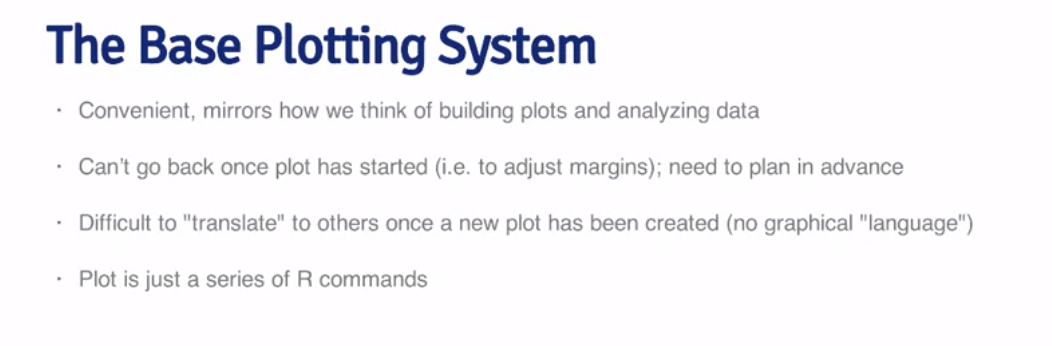 The Base Plotting System
· Convenient, mirrors how we think of building plots and analyzing data
· Can't go back once plot has started (i.e. to adjust margins); need to plan in advance
· Difficult to "translate" to others once a new plot has been created (no graphical "language")
· Plot is just a series of R commands